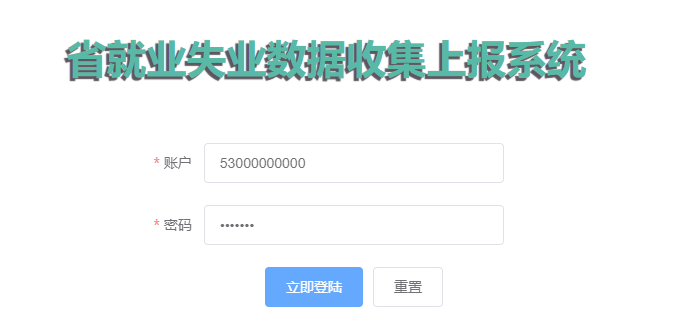 省就业失业数据收集上报系统
* 账户 53000000000
* 密码 •••••••
立即登陆 重置